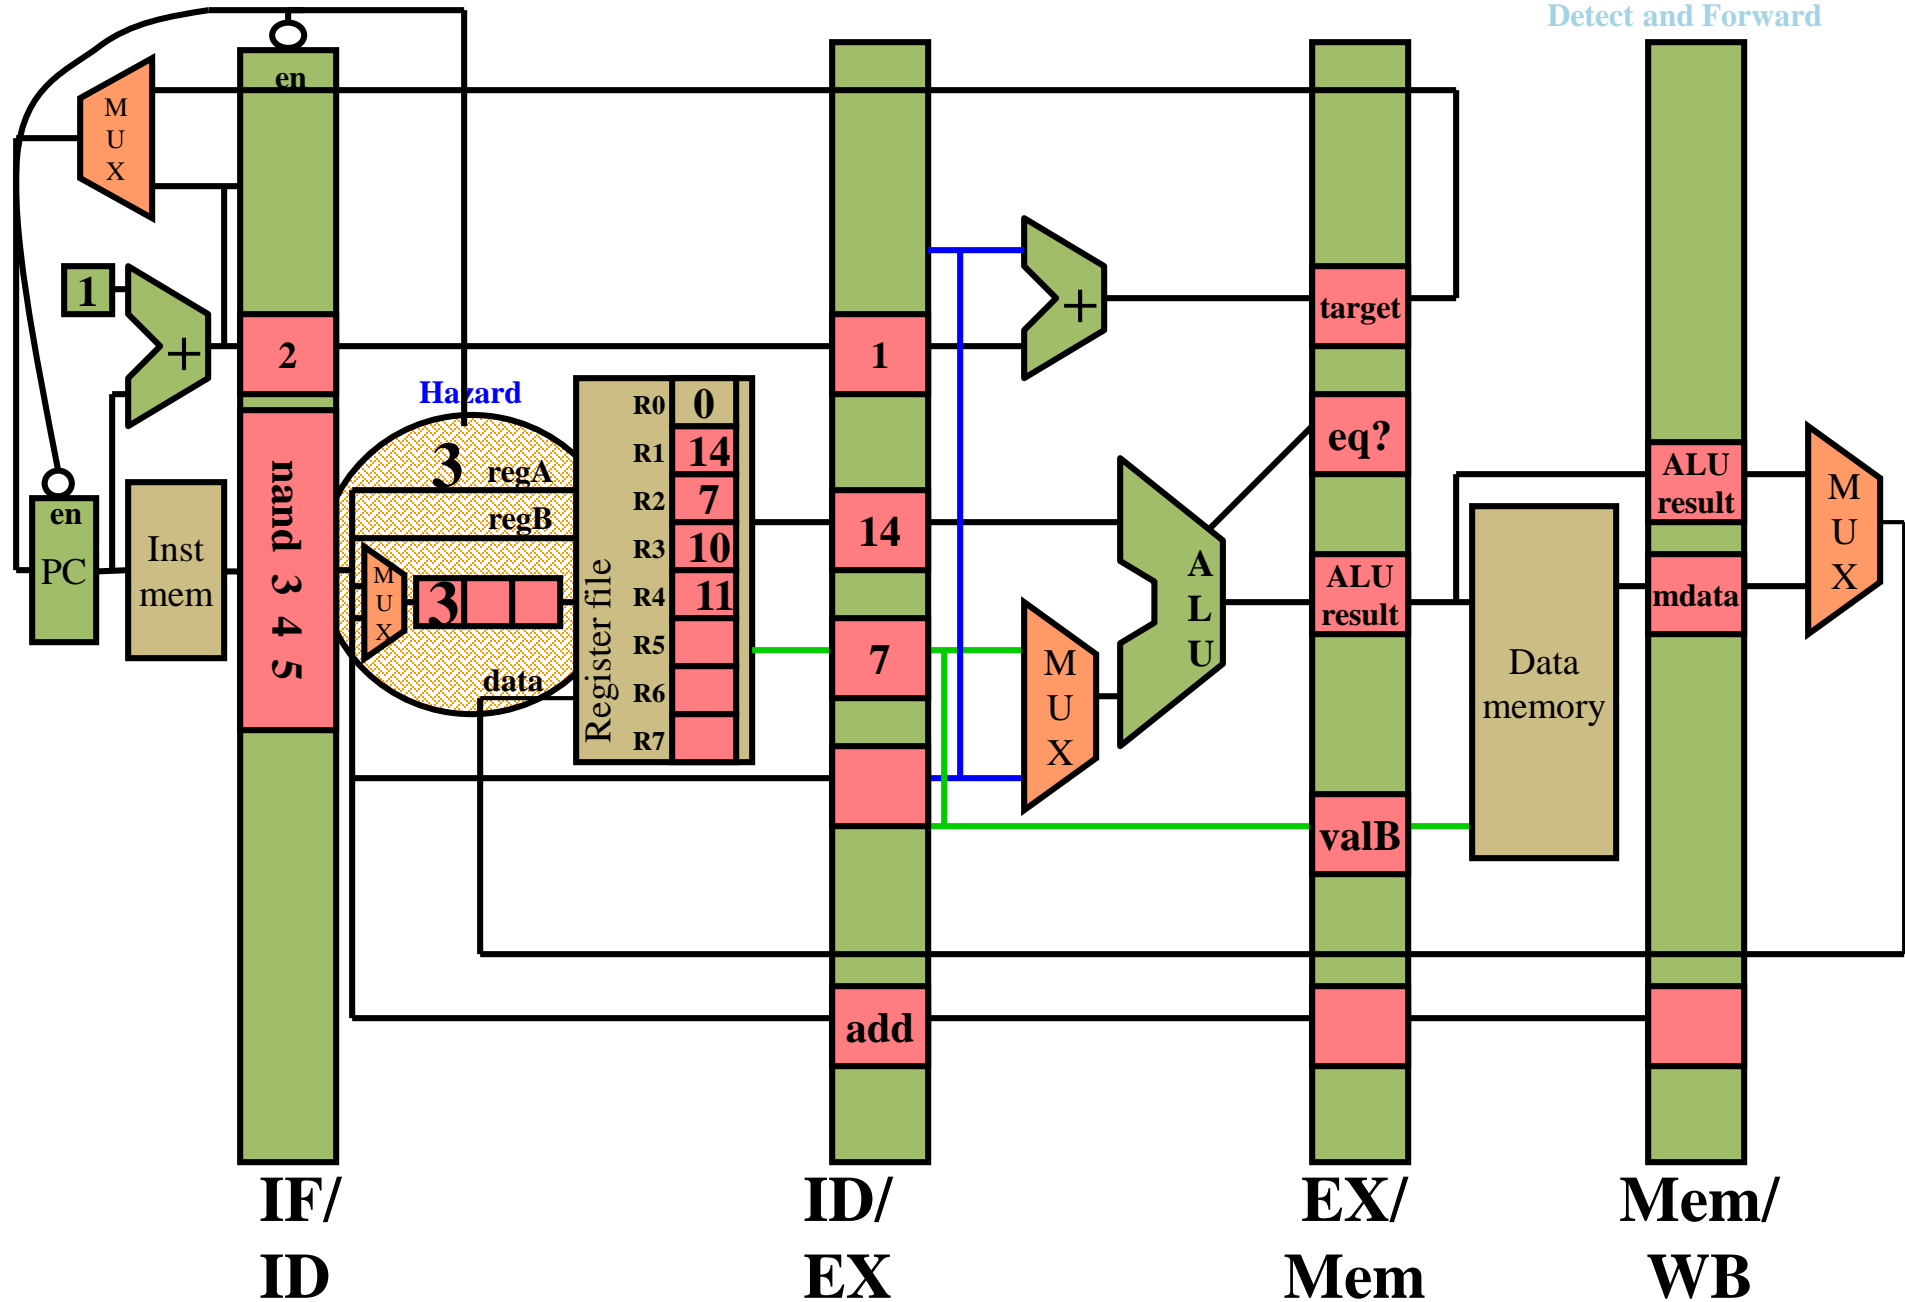 Detect and Forward
en
M
U
X
1
+
2
1
+
target
Hazard
3
regA
regB
data
en
PC
Inst
mem
nand 3 4 5
M
U
X
3
Register file
R0 0
R1 14
R2 7
R3 10
R4 11
R5
R6
R7
14
7
add
M
U
X
A
L
U
eq?
ALU
result
valB
Data
memory
ALU
result
mdata
M
U
X
IF/
ID
ID/
EX
EX/
Mem
Mem/
WB